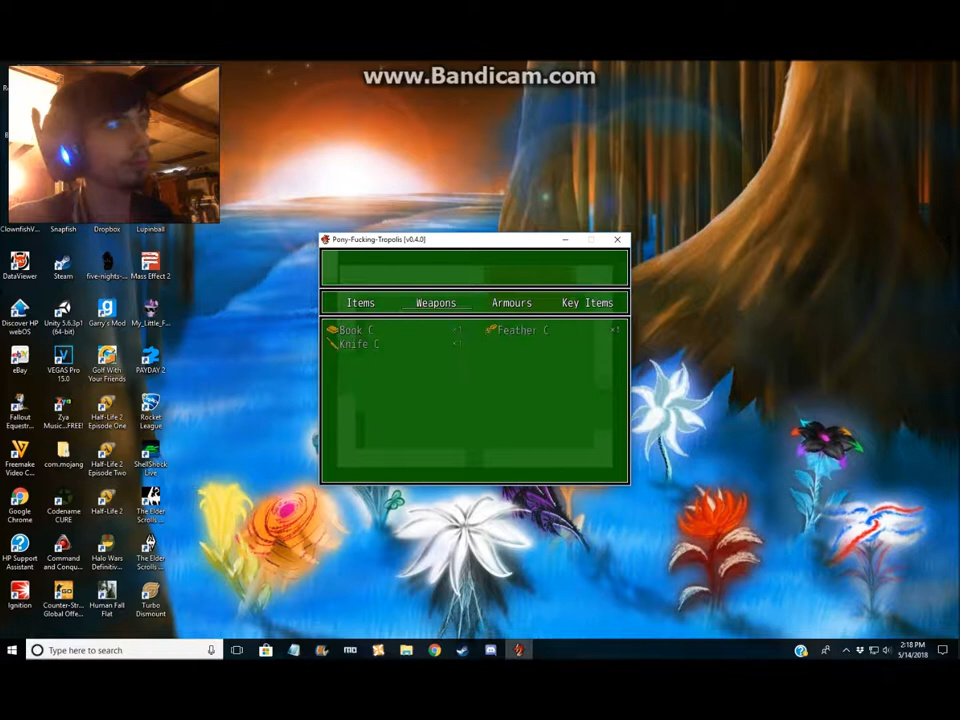 www.Bandicam.com
Pony-Fucking-Tropolis [v0.4.0]
Items Weapons Armours Key Items
Book C ×1 Feather C ×1
Knife C ×1
ClownfishV... Snapfish Dropbox Lupinball
DataViewer Steam five-nights-... Mass Effect 2
Discover HP webOS Unity 5.6.3p1 (64-bit) Garry's Mod My_Little_F...
eBay VEGAS Pro 15.0 Golf With Your Friends PAYDAY 2
Fallout Equestr... Zya Music...FREE! Half-Life 2 Episode One Rocket League
Freemake Video C... com.mojang Half-Life 2 Episode Two ShellShock Live
Google Chrome Codename CURE Half-Life 2 The Elder Scrolls ...
HP Support Assistant Command and Conqu... Halo Wars Definitiv... The Elder Scrolls ...
Ignition Counter-Str... Global Offe... Human Fall Flat Turbo Dismount
Type here to search
2:18 PM
5/14/2018